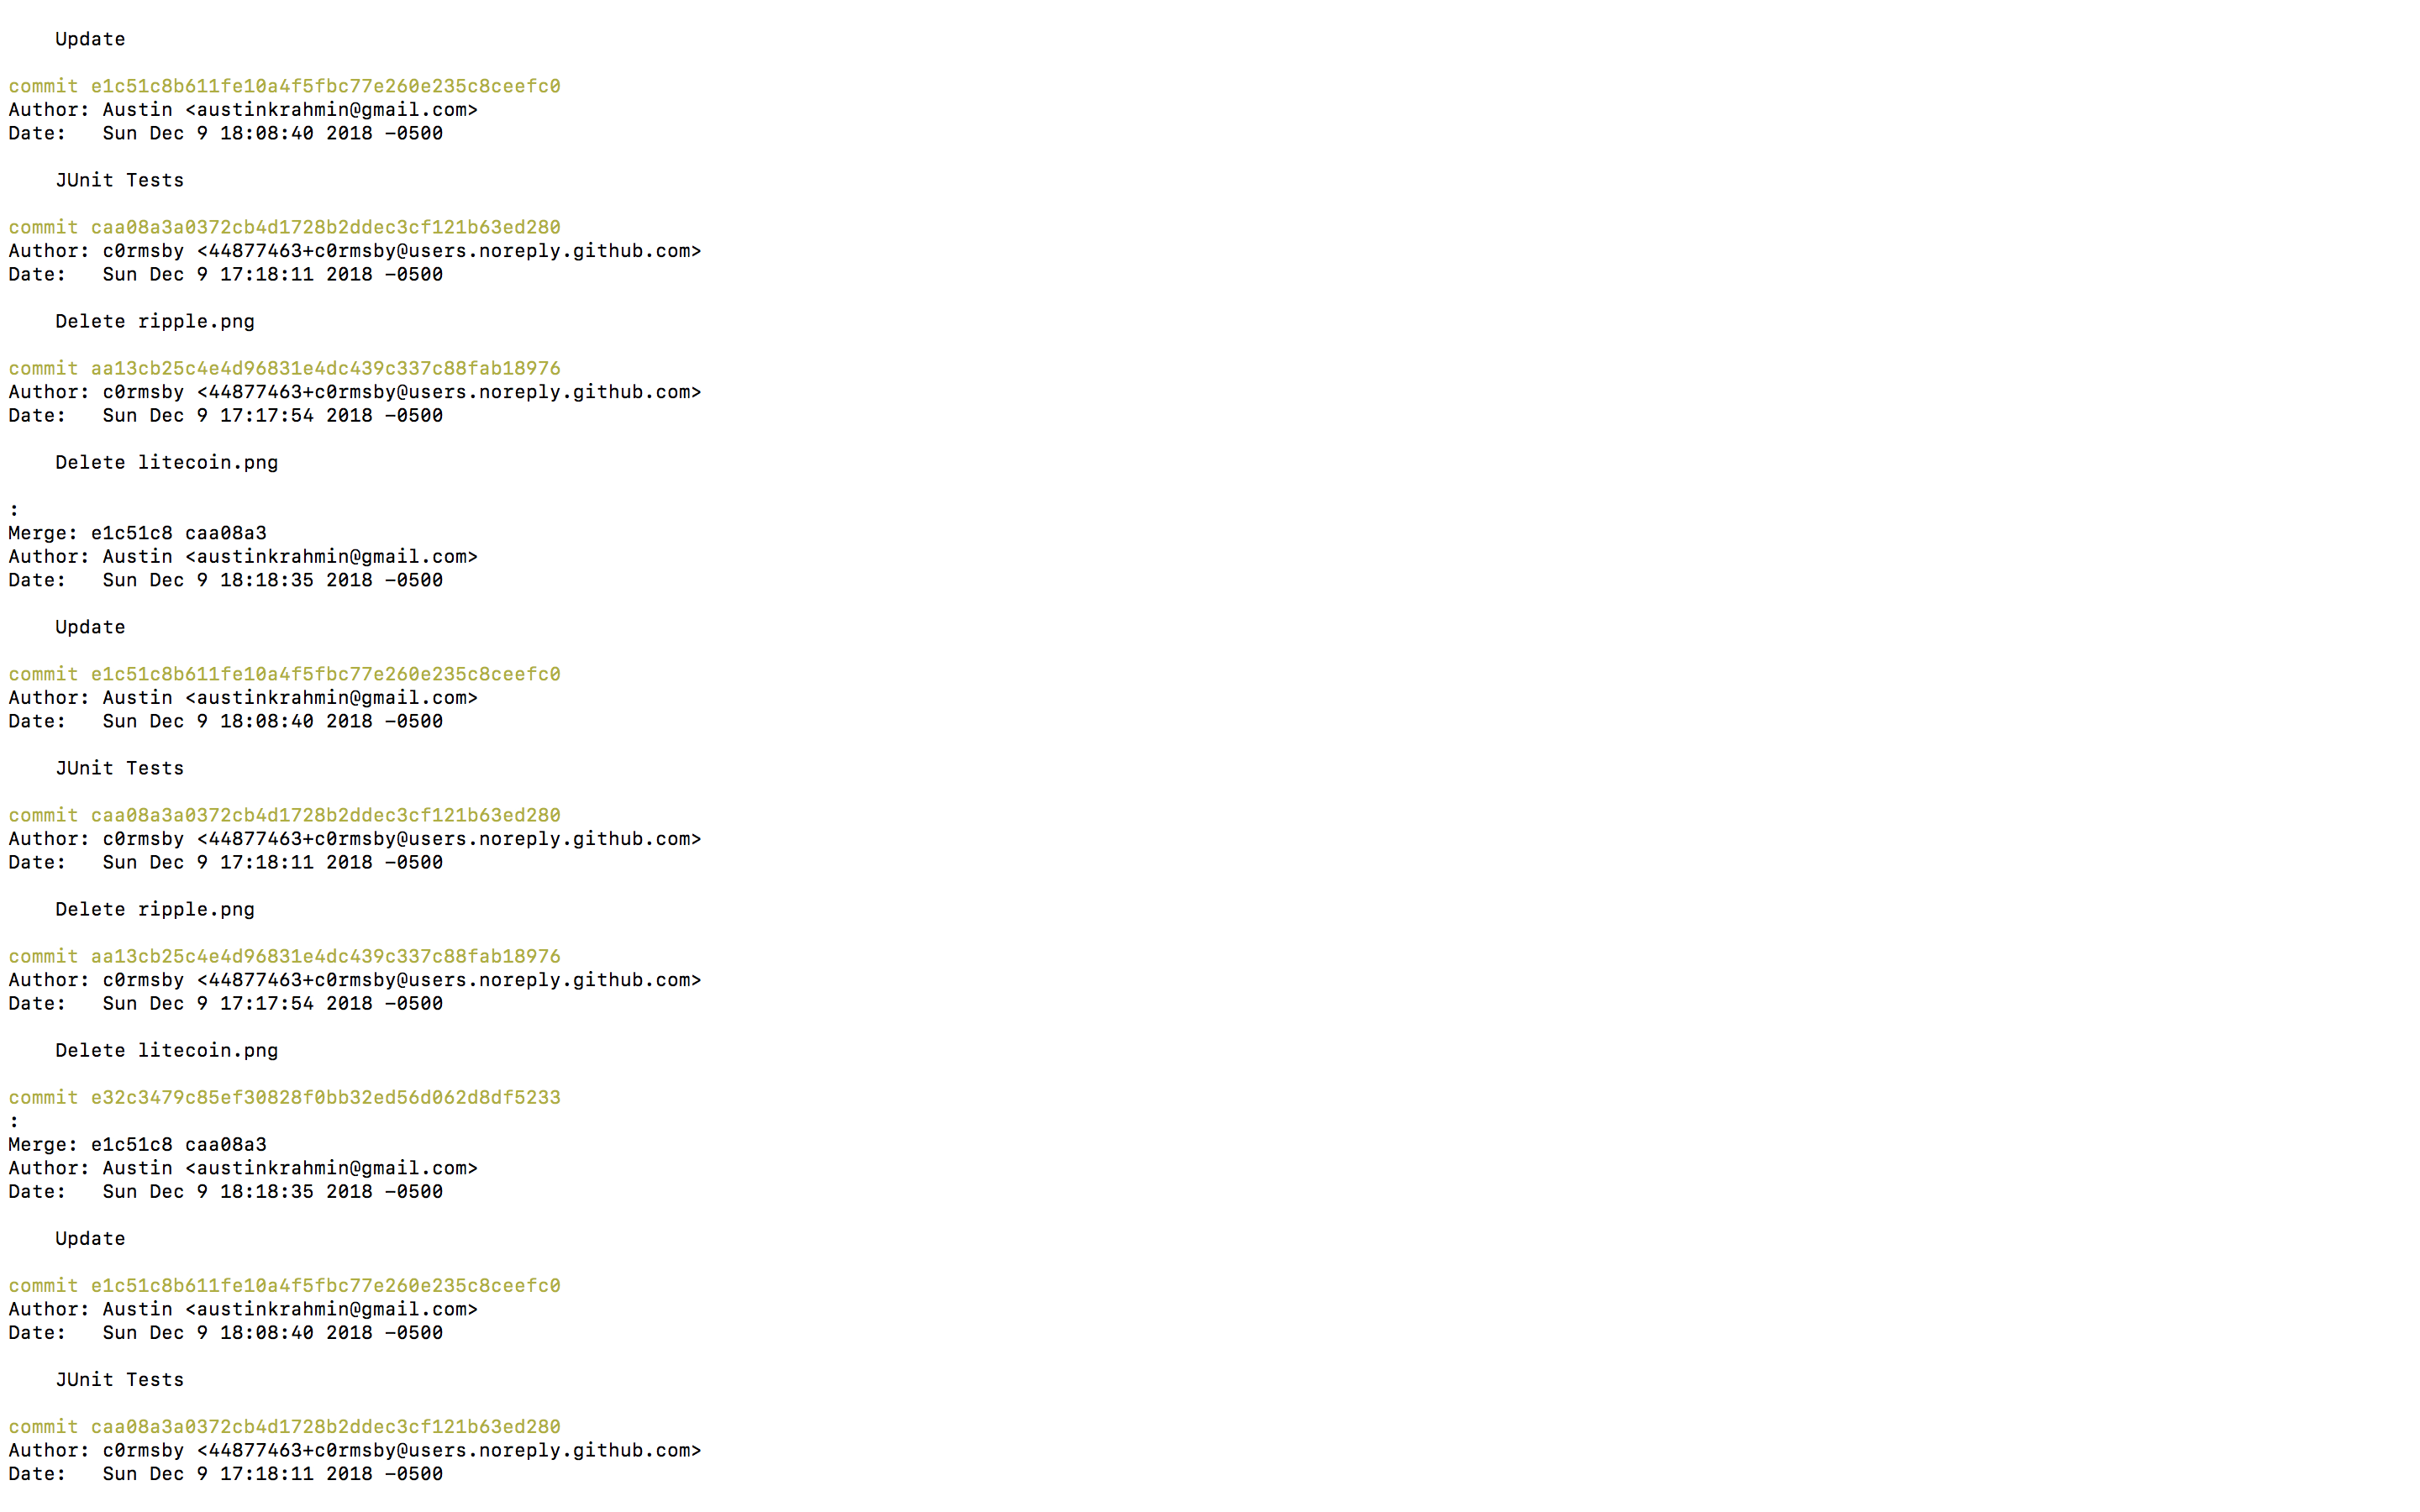 Update
commit e1c51c8b611fe10a4f5fbc77e260e235c8ceefc0
Author: Austin <austinkrahmin@gmail.com>
Date:   Sun Dec 9 18:08:40 2018 -0500
JUnit Tests
commit caa08a3a0372cb4d1728b2ddec3cf121b63ed280
Author: c0rmsby <44877463+c0rmsby@users.noreply.github.com>
Date:   Sun Dec 9 17:18:11 2018 -0500
Delete ripple.png
commit aa13cb25c4e4d96831e4dc439c337c88fab18976
Author: c0rmsby <44877463+c0rmsby@users.noreply.github.com>
Date:   Sun Dec 9 17:17:54 2018 -0500
Delete litecoin.png
:
Merge: e1c51c8 caa08a3
Author: Austin <austinkrahmin@gmail.com>
Date:   Sun Dec 9 18:18:35 2018 -0500
Update
commit e1c51c8b611fe10a4f5fbc77e260e235c8ceefc0
Author: Austin <austinkrahmin@gmail.com>
Date:   Sun Dec 9 18:08:40 2018 -0500
JUnit Tests
commit caa08a3a0372cb4d1728b2ddec3cf121b63ed280
Author: c0rmsby <44877463+c0rmsby@users.noreply.github.com>
Date:   Sun Dec 9 17:18:11 2018 -0500
Delete ripple.png
commit aa13cb25c4e4d96831e4dc439c337c88fab18976
Author: c0rmsby <44877463+c0rmsby@users.noreply.github.com>
Date:   Sun Dec 9 17:17:54 2018 -0500
Delete litecoin.png
commit e32c3479c85ef30828f0bb32ed56d062d8df5233
:
Merge: e1c51c8 caa08a3
Author: Austin <austinkrahmin@gmail.com>
Date:   Sun Dec 9 18:18:35 2018 -0500
Update
commit e1c51c8b611fe10a4f5fbc77e260e235c8ceefc0
Author: Austin <austinkrahmin@gmail.com>
Date:   Sun Dec 9 18:08:40 2018 -0500
JUnit Tests
commit caa08a3a0372cb4d1728b2ddec3cf121b63ed280
Author: c0rmsby <44877463+c0rmsby@users.noreply.github.com>
Date:   Sun Dec 9 17:18:11 2018 -0500